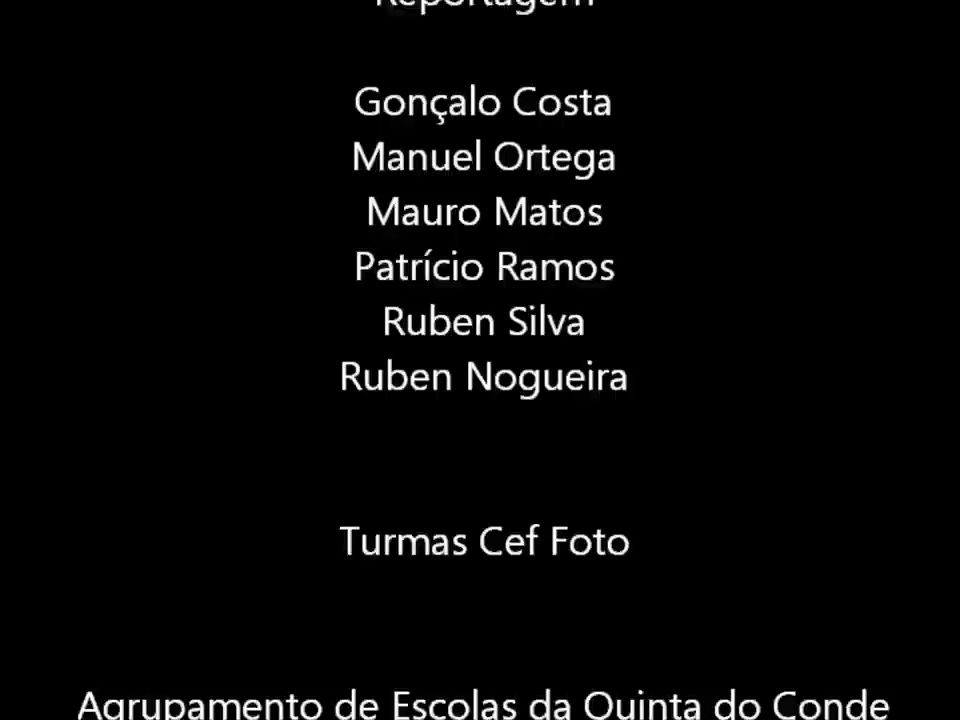 Reportagem
Gonçalo Costa
Manuel Ortega
Mauro Matos
Patrício Ramos
Ruben Silva
Ruben Nogueira
Turmas Cef Foto
Agrupamento de Escolas da Quinta do Conde